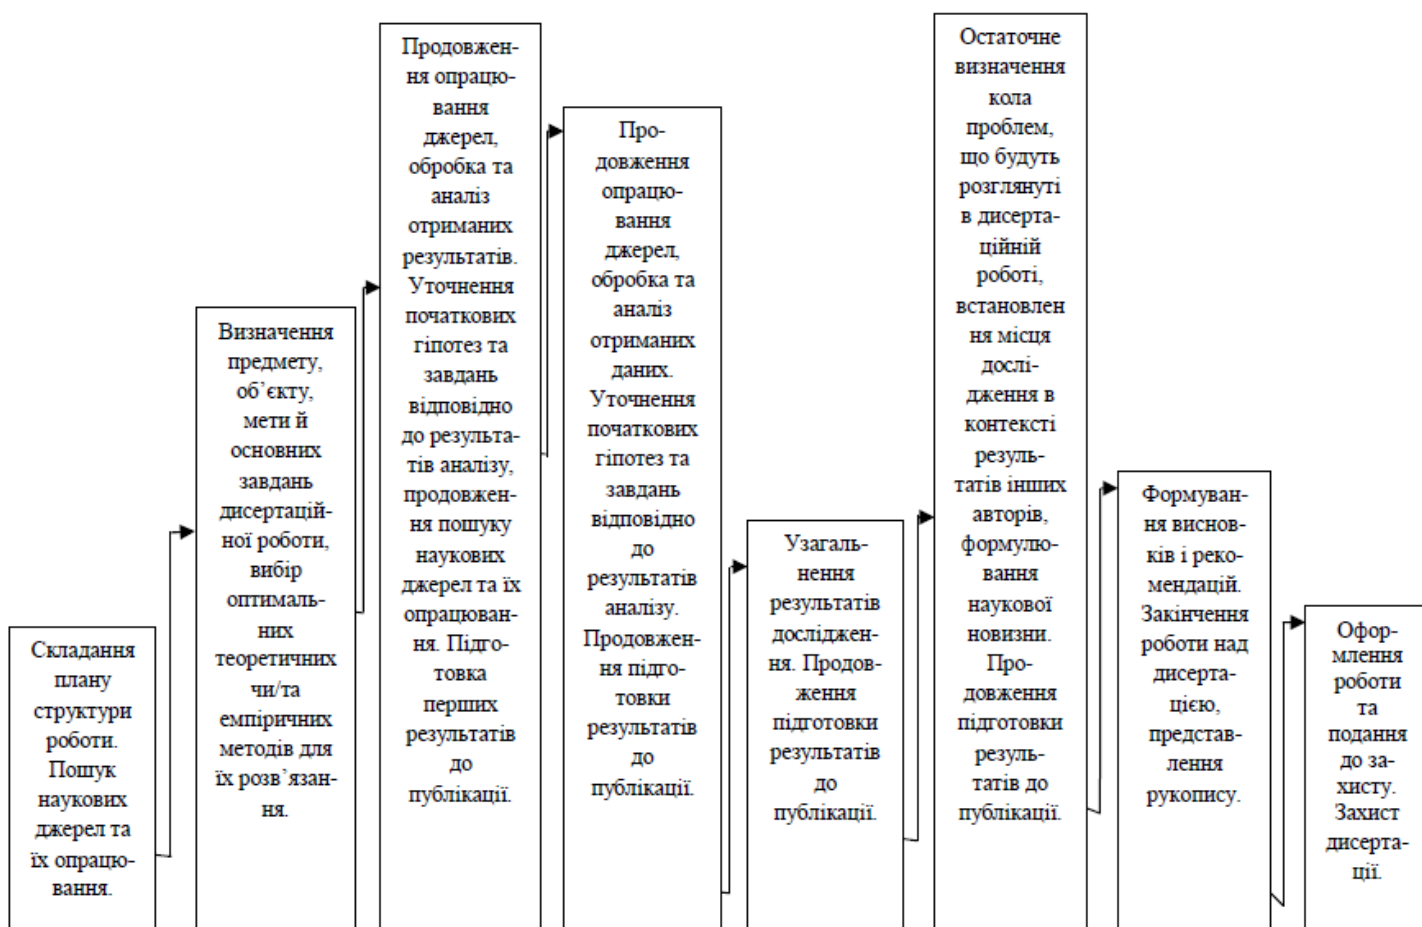 Складання
плану
структури
роботи.
Пошук
наукових
джерел та
їх опрацю-
вання.
Визначення
предмету,
об’єкту,
мети й
основних
завдань
дисертацій-
ної роботи,
вибір
оптималь-
них
теоретичних
чи/та
емпіричних
методів для
їх розв’язан-
ня.
Продовжен-
ня опрацю-
вання
джерел,
обробка та
аналіз
отриманих
результатів.
Уточнення
початкових
гіпотез та
завдань
відповідно
до результа-
тів аналізу,
продовжен-
ня пошуку
наукових
джерел та їх
опрацюван-
ня. Підго-
товка
перших
результатів
до
публікації.
Про-
довження
опрацю-
вання
джерел,
обробка та
аналіз
отриманих
даних.
Уточнення
початкових
гіпотез та
завдань
відповідно
до
результатів
аналізу.
Продовжен-
ня підго-
товки
результатів
до
публікації.
Узагаль-
нення
результатів
дослідже­н-
ня. Продов-
ження
підготовки
результатів
до
публікації.
Остаточне
визначення
кола
проблем,
що будуть
розглянуті
в дисерта-
ційній
роботі,
встановлен
ня місця
дослі-
дження в
контексті
резуль-
татів інших
авторів,
формулю-
вання
наукової
новизни.
Про-
довження
підготовки
резуль-
татів до
публікації.
Формуван-
ня виснов-
ків і реко-
мендацій.
Закінчення
роботи над
дисерта-
цією,
представ-
лення
рукопису.
Офор-
млення
роботи
та
подання
до за-
хисту.
Захист
дисерта-
ції.